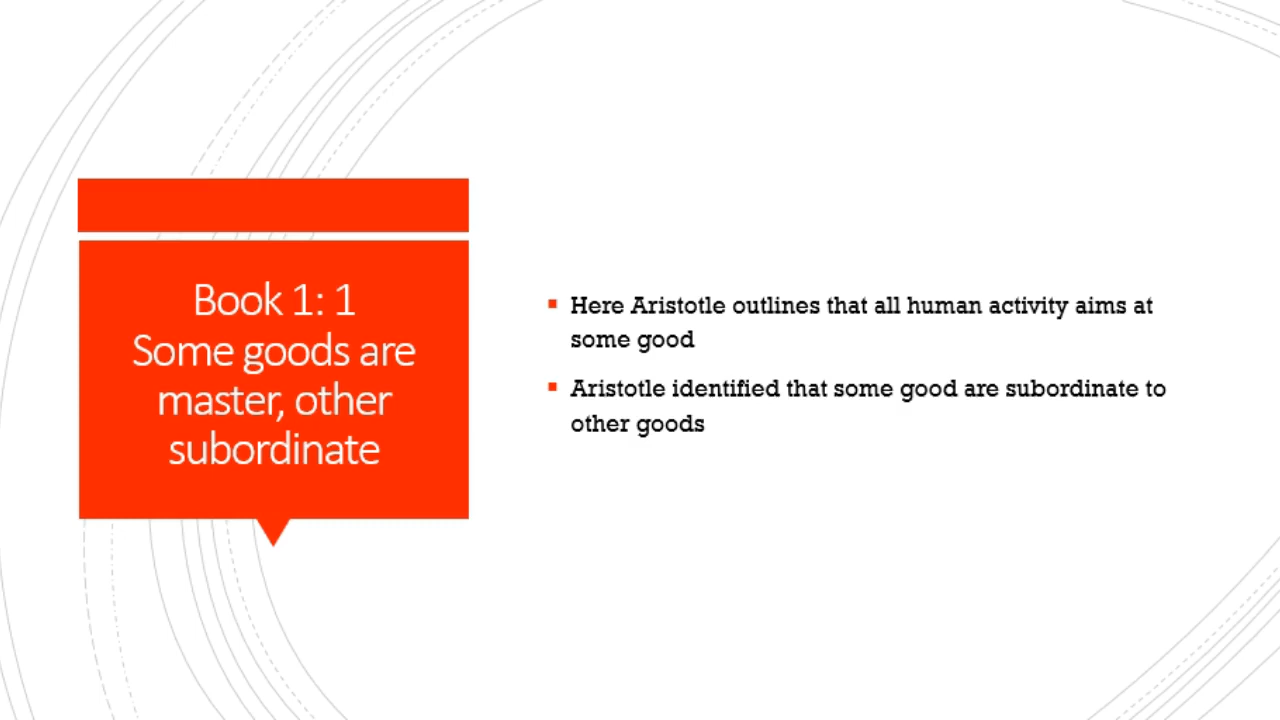 Book 1: 1
Some goods are
master, other
subordinate
Here Aristotle outlines that all human activity aims at
some good
Aristotle identified that some good are subordinate to
other goods